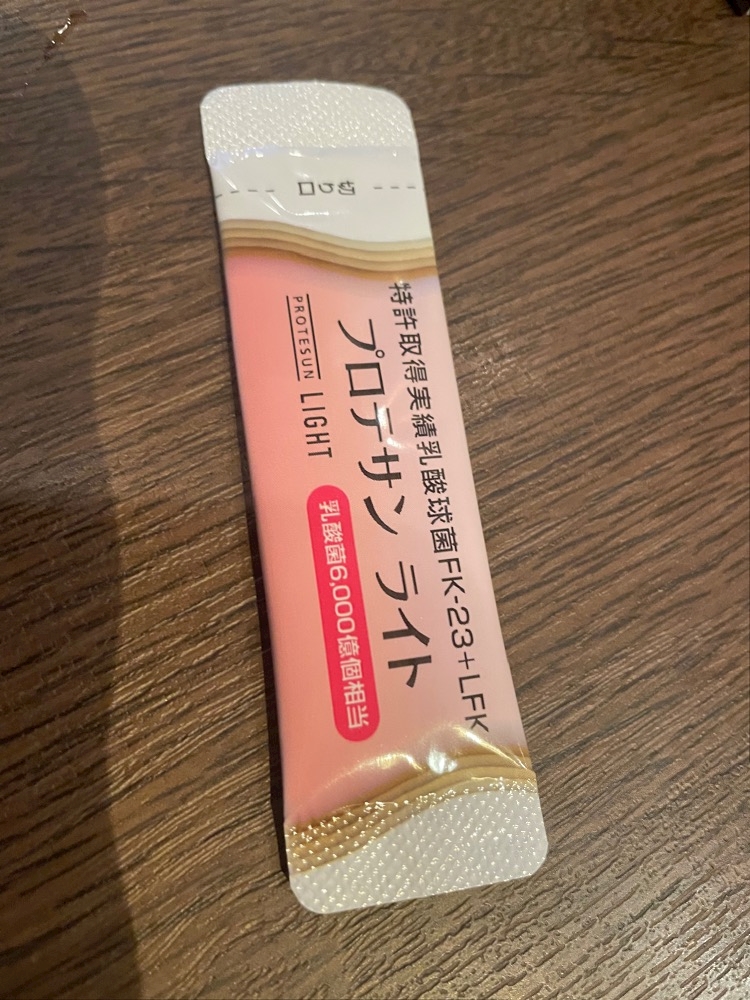 切り口
特許取得実績乳酸球菌FK-23+LFK
プロテサン ライト
PROTESUN LIGHT
乳酸菌6,000億個相当